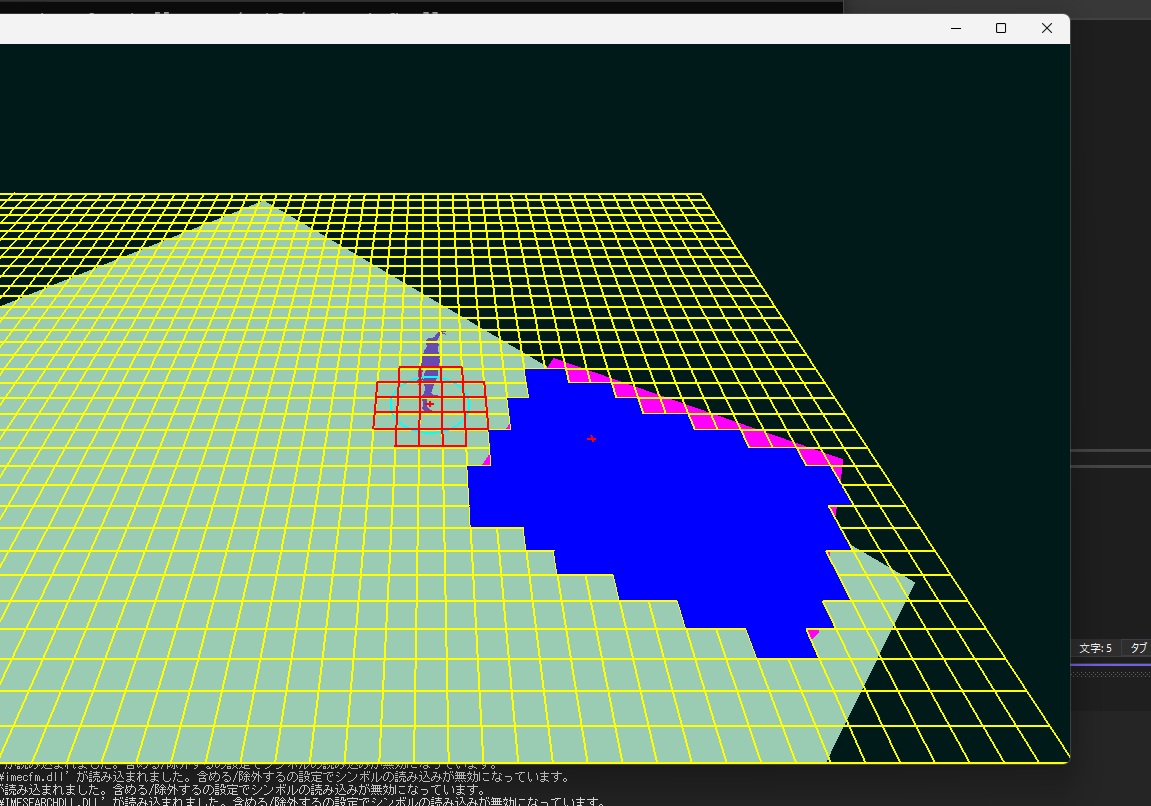 文字: 5 タブ
が読み込まれました。含める/除外するの設定でシンボルの読み込みが無効になっています。
¥imecfm.dll' が読み込まれました。含める/除外するの設定でシンボルの読み込みが無効になっています。
が読み込まれました。含める/除外するの設定でシンボルの読み込みが無効になっています。
¥IMESEARCHDLL.DLL' が読み込まれました。含める/除外するの設定でシンボルの読み込みが無効になっています。